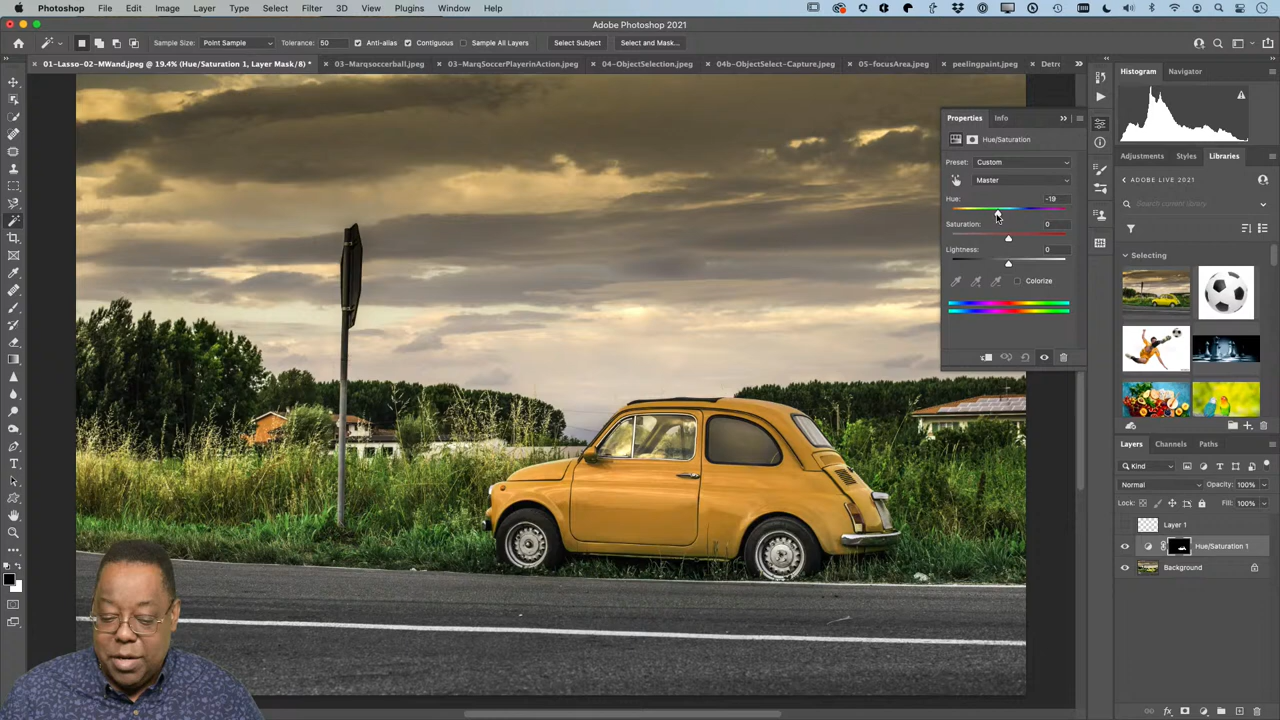 Photoshop File Edit Image Layer Type Select Filter 3D View Plugins Window Help
Adobe Photoshop 2021
Sample Size: Point Sample Tolerance: 50 Anti-alias Contiguous Sample All Layers Select Subject Select and Mask...
01-Lasso-02-MWand.jpeg @ 19.4% (Hue/Saturation 1, Layer Mask/8) * 03-Marqsoccerball.jpeg 03-MarqSoccerPlayerinAction.jpeg 04-ObjectSelection.jpeg 04b-ObjectSelect-Capture.jpeg 05-focusArea.jpeg peelingpaint.jpeg Detro
Properties Info
Hue/Saturation
Preset: Custom
Master
Hue: -19
Saturation: 0
Lightness: 0
Colorize
Histogram Navigator
Adjustments Styles Libraries
ADOBE LIVE 2021
Search current library
Selecting
Layers Channels Paths
Kind
Normal Opacity: 100%
Lock: Fill: 100%
Layer 1
Hue/Saturation 1
Background